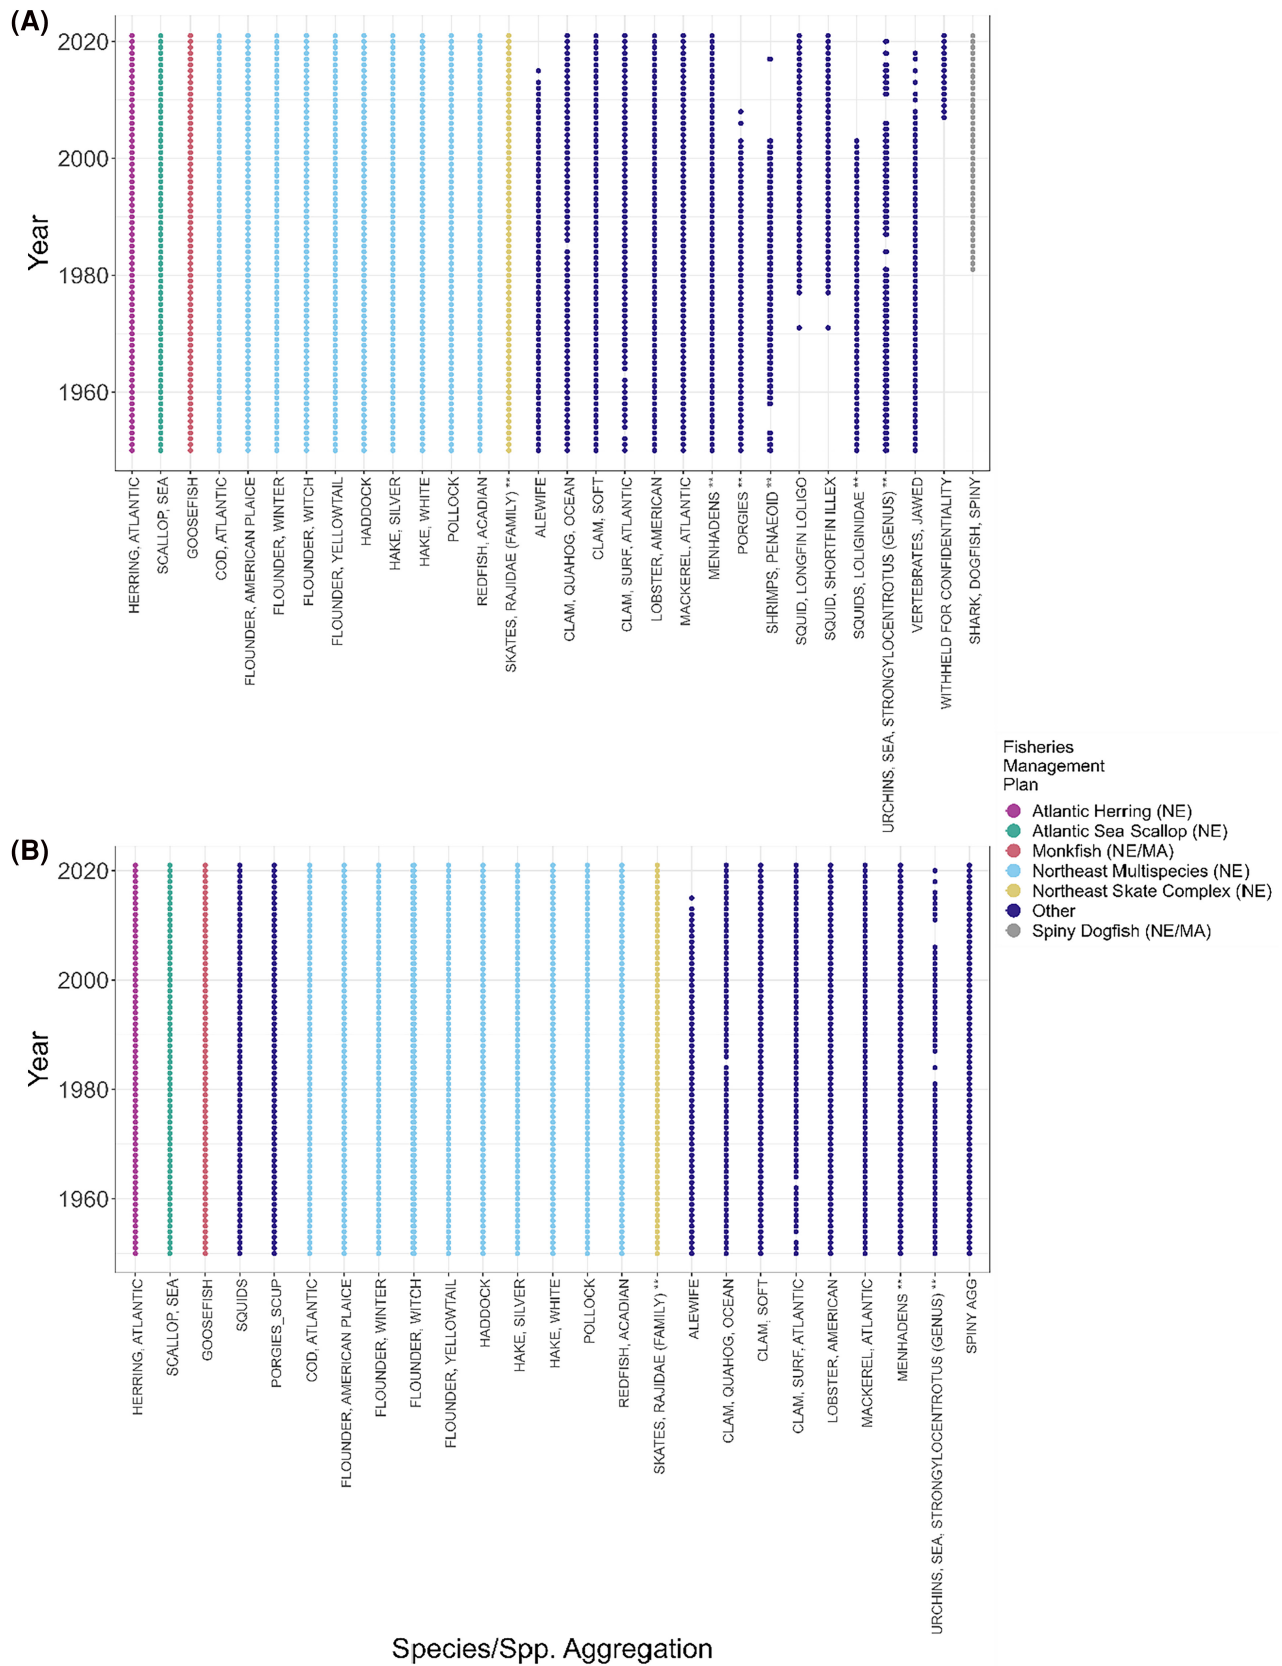 (A)
Year
2020
2000
1980
1960
HERRING, ATLANTIC
SCALLOP, SEA
GOOSEFISH
COD, ATLANTIC
FLOUNDER, AMERICAN PLAICE
FLOUNDER, WINTER
FLOUNDER, WITCH
FLOUNDER, YELLOWTAIL
HADDOCK
HAKE, SILVER
HAKE, WHITE
POLLOCK
REDFISH, ACADIAN
SKATES, RAJIDAE (FAMILY) **
ALEWIFE
CLAM, QUAHOG, OCEAN
CLAM, SOFT
CLAM, SURF, ATLANTIC
LOBSTER, AMERICAN
MACKEREL, ATLANTIC
MENHADENS **
PORGIES **
SHRIMPS, PENAEOID **
SQUID, LONGFIN LOLIGO
SQUID, SHORTFIN ILLEX
SQUIDS, LOLIGINIDAE **
URCHINS, SEA, STRONGYLOCENTROTUS (GENUS) **
VERTEBRATES, JAWED
WITHHELD FOR CONFIDENTIALITY
SHARK, DOGFISH, SPINY
Fisheries
Management
Plan
Atlantic Herring (NE)
Atlantic Sea Scallop (NE)
Monkfish (NE/MA)
Northeast Multispecies (NE)
Northeast Skate Complex (NE)
Other
Spiny Dogfish (NE/MA)
(B)
Year
2020
2000
1980
1960
HERRING, ATLANTIC
SCALLOP, SEA
GOOSEFISH
SQUIDS
PORGIES_SCUP
COD, ATLANTIC
FLOUNDER, AMERICAN PLAICE
FLOUNDER, WINTER
FLOUNDER, WITCH
FLOUNDER, YELLOWTAIL
HADDOCK
HAKE, SILVER
HAKE, WHITE
POLLOCK
REDFISH, ACADIAN
SKATES, RAJIDAE (FAMILY) **
ALEWIFE
CLAM, QUAHOG, OCEAN
CLAM, SOFT
CLAM, SURF, ATLANTIC
LOBSTER, AMERICAN
MACKEREL, ATLANTIC
MENHADENS **
URCHINS, SEA, STRONGYLOCENTROTUS (GENUS) **
SPINY AGG
Species/Spp. Aggregation